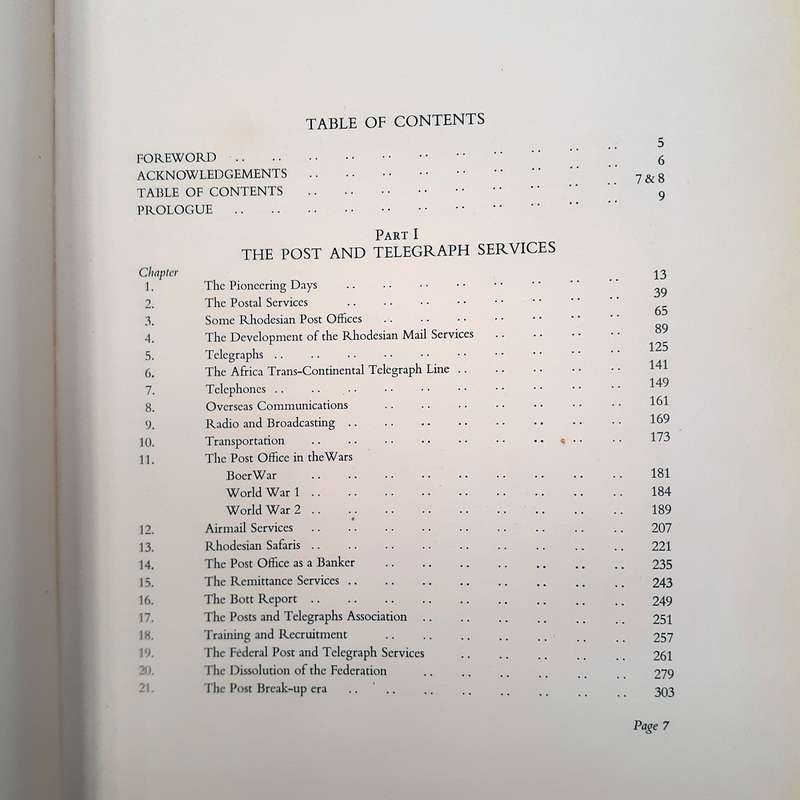 TABLE OF CONTENTS
FOREWORD .. .. .. .. .. .. .. .. .. .. .. 5
ACKNOWLEDGEMENTS .. .. .. .. .. .. .. .. .. 6
TABLE OF CONTENTS .. .. .. .. .. .. .. .. .. 7 & 8
PROLOGUE .. .. .. .. .. .. .. .. .. .. .. 9
PART I
THE POST AND TELEGRAPH SERVICES
Chapter
1. The Pioneering Days .. .. .. .. .. .. .. .. 13
2. The Postal Services .. .. .. .. .. .. .. .. 39
3. Some Rhodesian Post Offices .. .. .. .. .. .. .. 65
4. The Development of the Rhodesian Mail Services .. .. .. .. 89
5. Telegraphs .. .. .. .. .. .. .. .. .. .. 125
6. The Africa Trans-Continental Telegraph Line .. .. .. .. .. 141
7. Telephones .. .. .. .. .. .. .. .. .. .. 149
8. Overseas Communications .. .. .. .. .. .. .. 161
9. Radio and Broadcasting .. .. .. .. .. .. .. .. 169
10. Transportation .. .. .. .. .. .. .. .. .. 173
11. The Post Office in theWars
BoerWar .. .. .. .. .. .. .. .. .. 181
World War 1 .. .. .. .. .. .. .. .. .. 184
World War 2 .. .. .. .. .. .. .. .. .. 189
12. Airmail Services .. .. .. .. .. .. .. .. .. 207
13. Rhodesian Safaris .. .. .. .. .. .. .. .. .. 221
14. The Post Office as a Banker .. .. .. .. .. .. .. 235
15. The Remittance Services .. .. .. .. .. .. .. .. 243
16. The Bott Report .. .. .. .. .. .. .. .. .. 249
17. The Posts and Telegraphs Association .. .. .. .. .. .. 251
18. Training and Recruitment .. .. .. .. .. .. .. 257
19. The Federal Post and Telegraph Services .. .. .. .. .. 261
20. The Dissolution of the Federation .. .. .. .. .. .. 279
21. The Post Break-up era .. .. .. .. .. .. .. .. 303
Page 7